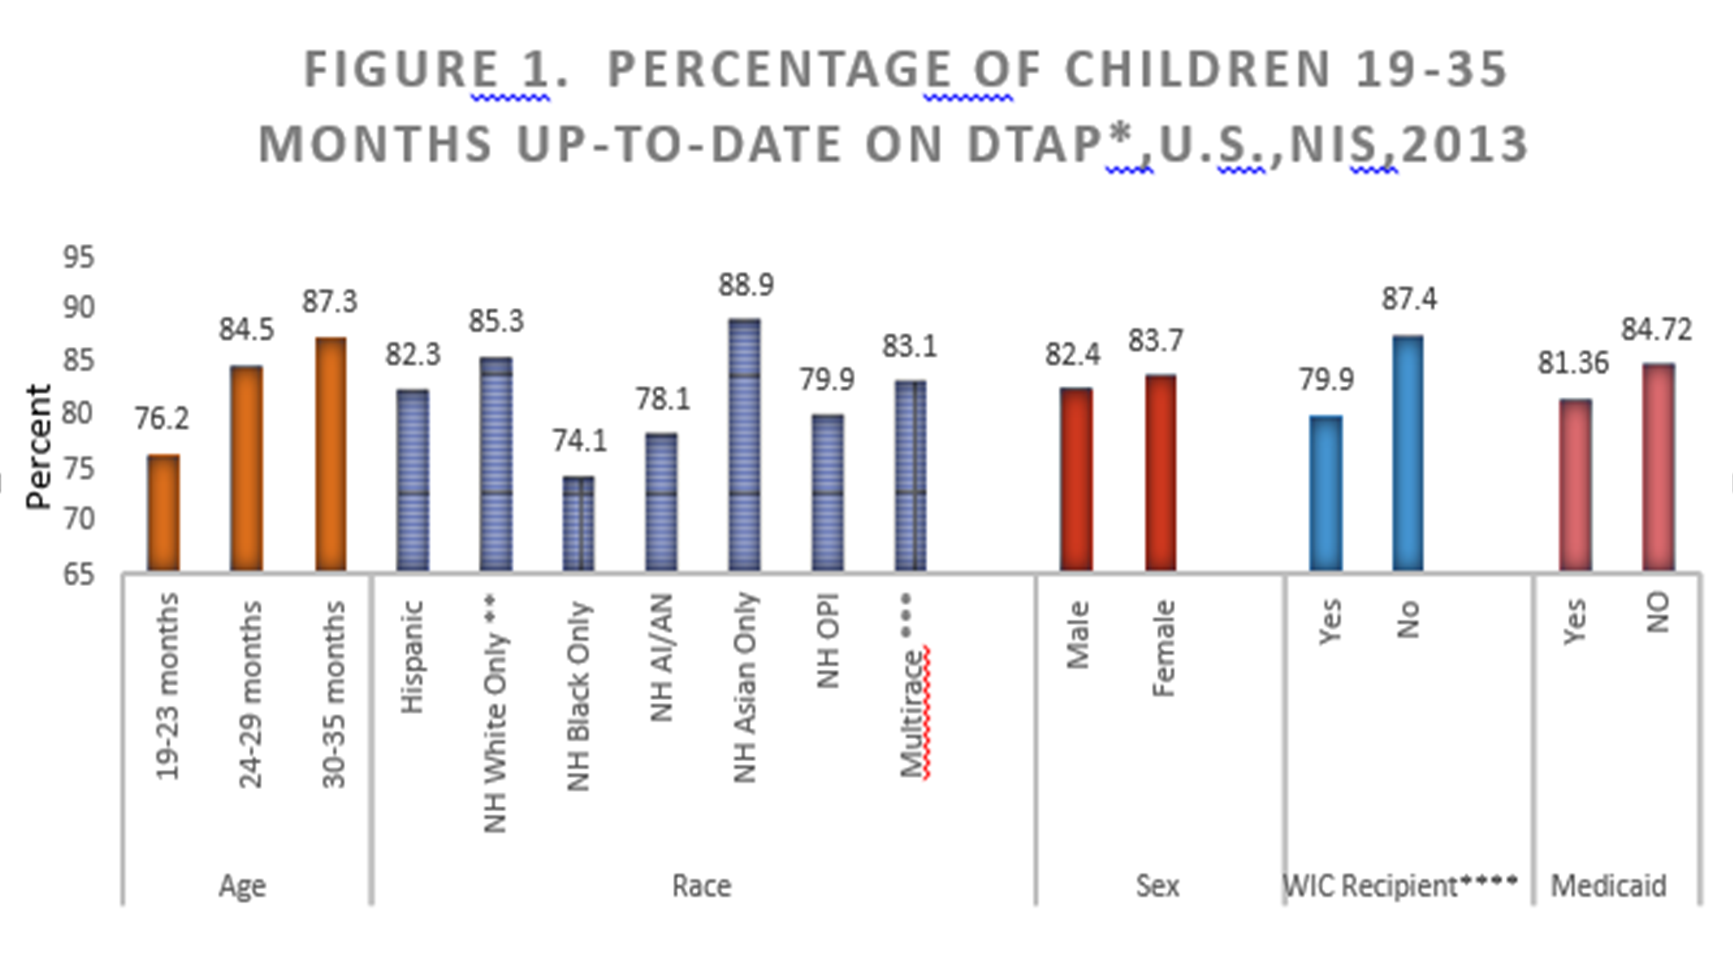 FIGURE 1. PERCENTAGE OF CHILDREN 19-35
MONTHS UP-TO-DATE ON DTAP*,U.S.,NIS,2013
Percent
95
90
85
80
75
70
65
76.2
84.5
87.3
82.3
85.3
74.1
78.1
88.9
79.9
83.1
82.4
83.7
79.9
87.4
81.36
84.72
19-23 months
24-29 months
30-35 months
Hispanic
NH White Only **
NH Black Only
NH AI/AN
NH Asian Only
NH OPI
Multirace ***
Male
Female
Yes
No
Yes
NO
Age
Race
Sex
WIC Recipient****
Medicaid